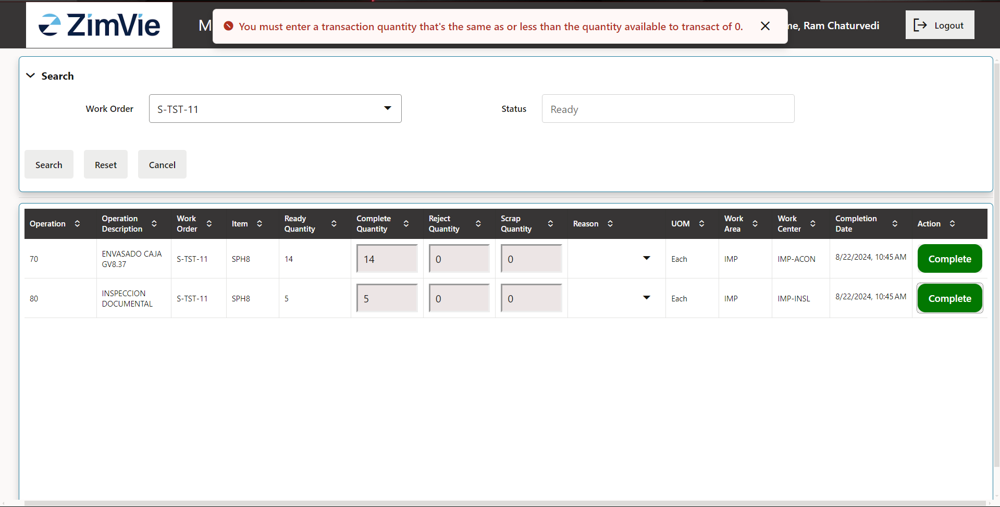 ZimVie
M
You must enter a transaction quantity that's the same as or less than the quantity available to transact of 0.
me, Ram Chaturvedi
Logout
Search
Work Order
S-TST-11
Status
Ready
Search Reset Cancel
Operation Operation Description Work Order Item Ready Quantity Complete Quantity Reject Quantity Scrap Quantity Reason UOM Work Area Work Center Completion Date Action
70 ENVASADO CAJA GV8.37 S-TST-11 SPH8 14 14 0 0 Each IMP IMP-ACON 8/22/2024, 10:45 AM Complete
80 INSPECCION DOCUMENTAL S-TST-11 SPH8 5 5 0 0 Each IMP IMP-INSL 8/22/2024, 10:45 AM Complete